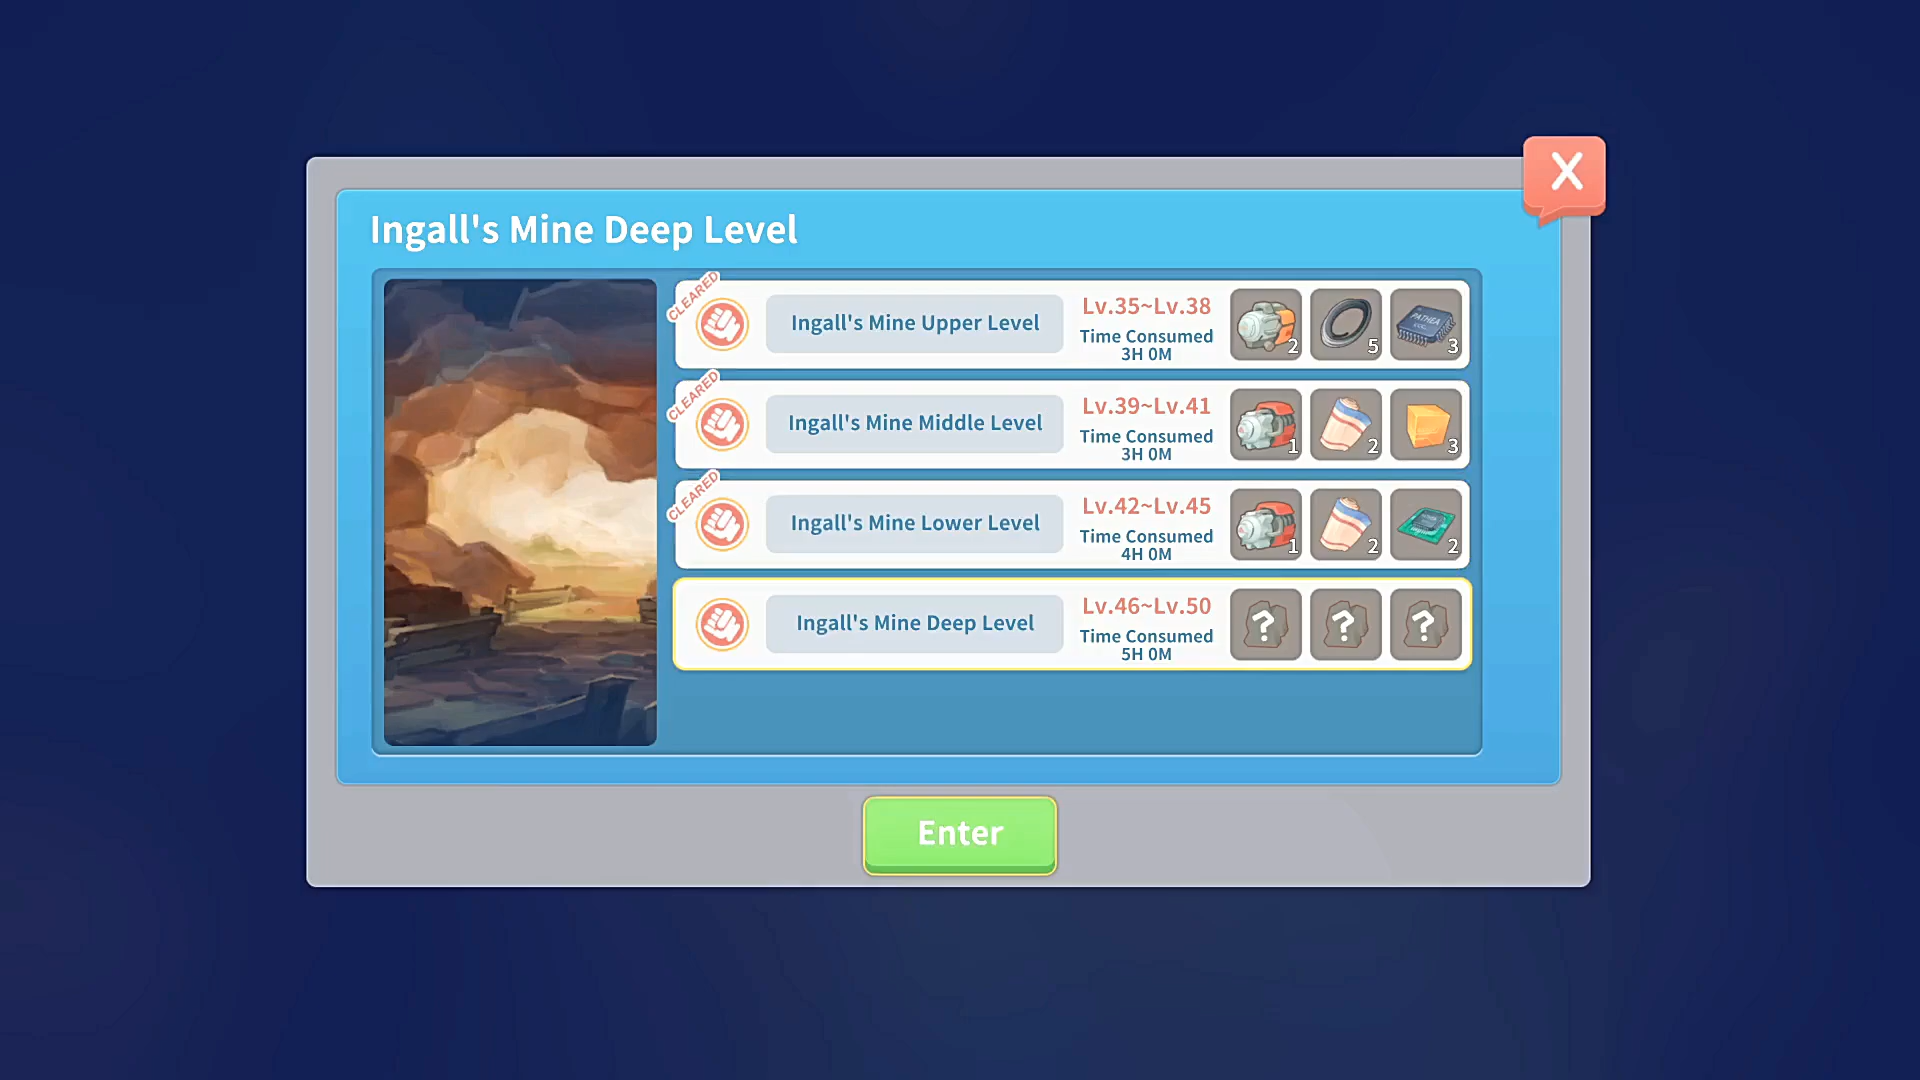 X
Ingall's Mine Deep Level
CLEARED
Ingall's Mine Upper Level
Lv.35~Lv.38
Time Consumed
3H 0M
2
5
PATHEA
3
CLEARED
Ingall's Mine Middle Level
Lv.39~Lv.41
Time Consumed
3H 0M
1
2
3
CLEARED
Ingall's Mine Lower Level
Lv.42~Lv.45
Time Consumed
4H 0M
1
2
2
Ingall's Mine Deep Level
Lv.46~Lv.50
Time Consumed
5H 0M
?
?
?
Enter